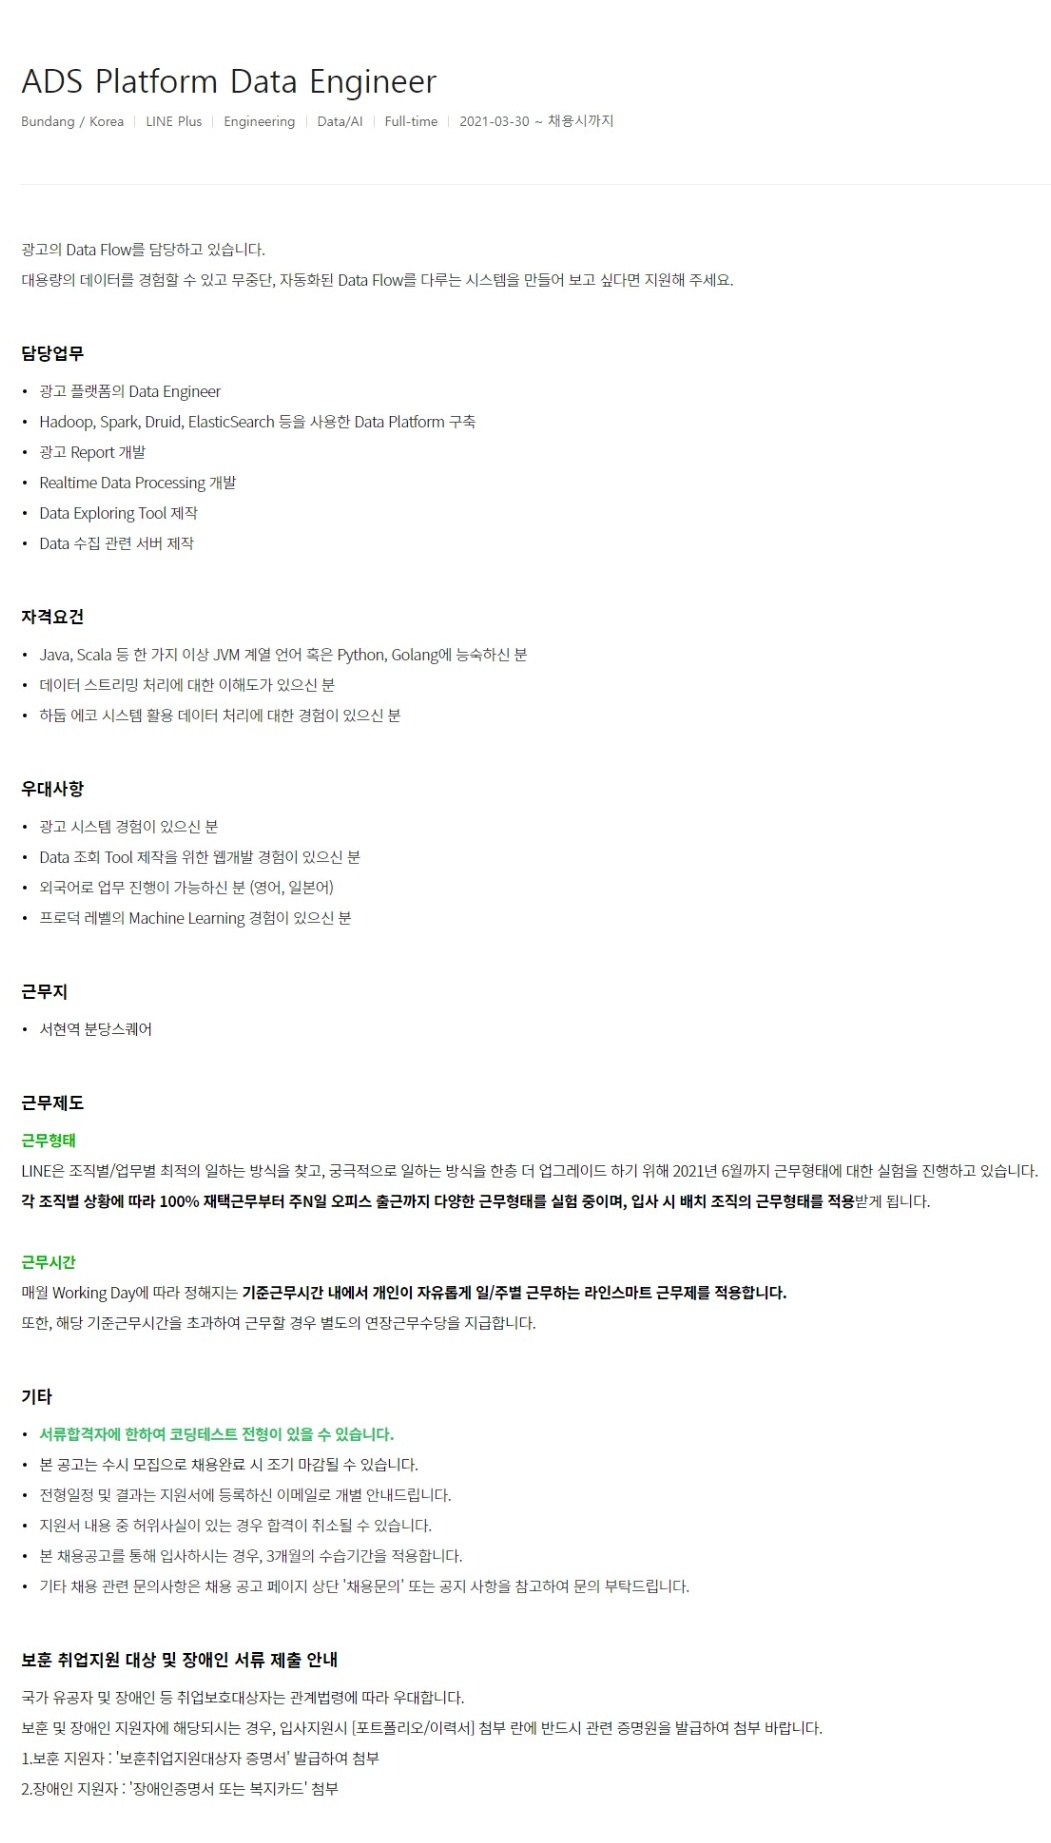 ADS Platform Data Engineer
Bundang / Korea | LINE Plus | Engineering | Data/AI | Full-time | 2021-03-30 ~ 채용시까지
광고의 Data Flow를 담당하고 있습니다.
대용량의 데이터를 경험할 수 있고 무중단, 자동화된 Data Flow를 다루는 시스템을 만들어 보고 싶다면 지원해 주세요.
담당업무
• 광고 플랫폼의 Data Engineer
• Hadoop, Spark, Druid, ElasticSearch 등을 사용한 Data Platform 구축
• 광고 Report 개발
• Realtime Data Processing 개발
• Data Exploring Tool 제작
• Data 수집 관련 서버 제작
자격요건
• Java, Scala 등 한 가지 이상 JVM 계열 언어 혹은 Python, Golang에 능숙하신 분
• 데이터 스트리밍 처리에 대한 이해도가 있으신 분
• 하둡 에코 시스템 활용 데이터 처리에 대한 경험이 있으신 분
우대사항
• 광고 시스템 경험이 있으신 분
• Data 조회 Tool 제작을 위한 웹개발 경험이 있으신 분
• 외국어로 업무 진행이 가능하신 분 (영어, 일본어)
• 프로덕 레벨의 Machine Learning 경험이 있으신 분
근무지
• 서현역 분당스퀘어
근무제도
근무형태
LINE은 조직별/업무별 최적의 일하는 방식을 찾고, 궁극적으로 일하는 방식을 한층 더 업그레이드 하기 위해 2021년 6월까지 근무형태에 대한 실험을 진행하고 있습니다.
각 조직별 상황에 따라 100% 재택근무부터 주N일 오피스 출근까지 다양한 근무형태를 실험 중이며, 입사 시 배치 조직의 근무형태를 적용받게 됩니다.
근무시간
매월 Working Day에 따라 정해지는 기준근무시간 내에서 개인이 자유롭게 일/주별 근무하는 라인스마트 근무제를 적용합니다.
또한, 해당 기준근무시간을 초과하여 근무할 경우 별도의 연장근무수당을 지급합니다.
기타
• 서류합격자에 한하여 코딩테스트 전형이 있을 수 있습니다.
• 본 공고는 수시 모집으로 채용완료 시 조기 마감될 수 있습니다.
• 전형일정 및 결과는 지원서에 등록하신 이메일로 개별 안내드립니다.
• 지원서 내용 중 허위사실이 있는 경우 합격이 취소될 수 있습니다.
• 본 채용공고를 통해 입사하시는 경우, 3개월의 수습기간을 적용합니다.
• 기타 채용 관련 문의사항은 채용 공고 페이지 상단 '채용문의' 또는 공지 사항을 참고하여 문의 부탁드립니다.
보훈 취업지원 대상 및 장애인 서류 제출 안내
국가 유공자 및 장애인 등 취업보호대상자는 관계법령에 따라 우대합니다.
보훈 및 장애인 지원자에 해당되시는 경우, 입사지원시 [포트폴리오/이력서] 첨부 란에 반드시 관련 증명원을 발급하여 첨부 바랍니다.
1.보훈 지원자 : '보훈취업지원대상자 증명서' 발급하여 첨부
2.장애인 지원자 : '장애인증명서 또는 복지카드' 첨부